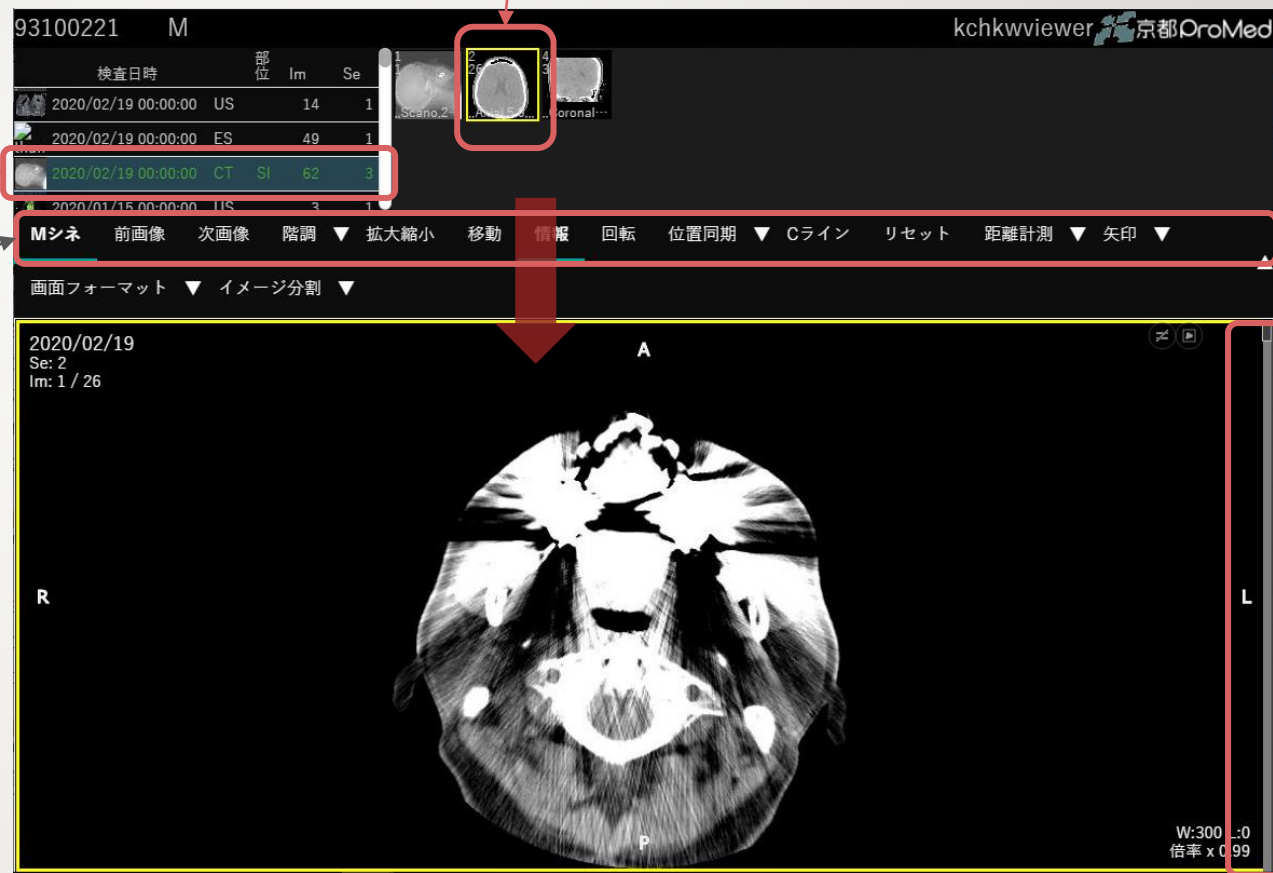 93100221 M kchkwviewer 京都ProMed
検査日時 部位 Im Se
2020/02/19 00:00:00 US 14 1
2020/02/19 00:00:00 ES 49 1
2020/02/19 00:00:00 CT SI 62 3
2020/01/15 00:00:00 US 3 1
1
1
..Scano.2
2
26
4
3
..Coronal…
Mシネ 前画像 次画像 階調 ▼ 拡大縮小 移動 情報 回転 位置同期 ▼ Cライン リセット 距離計測 ▼ 矢印 ▼
画面フォーマット ▼ イメージ分割 ▼
2020/02/19
Se: 2
Im: 1 / 26
A
R
L
P
W:300 L:0
倍率 x 0.99